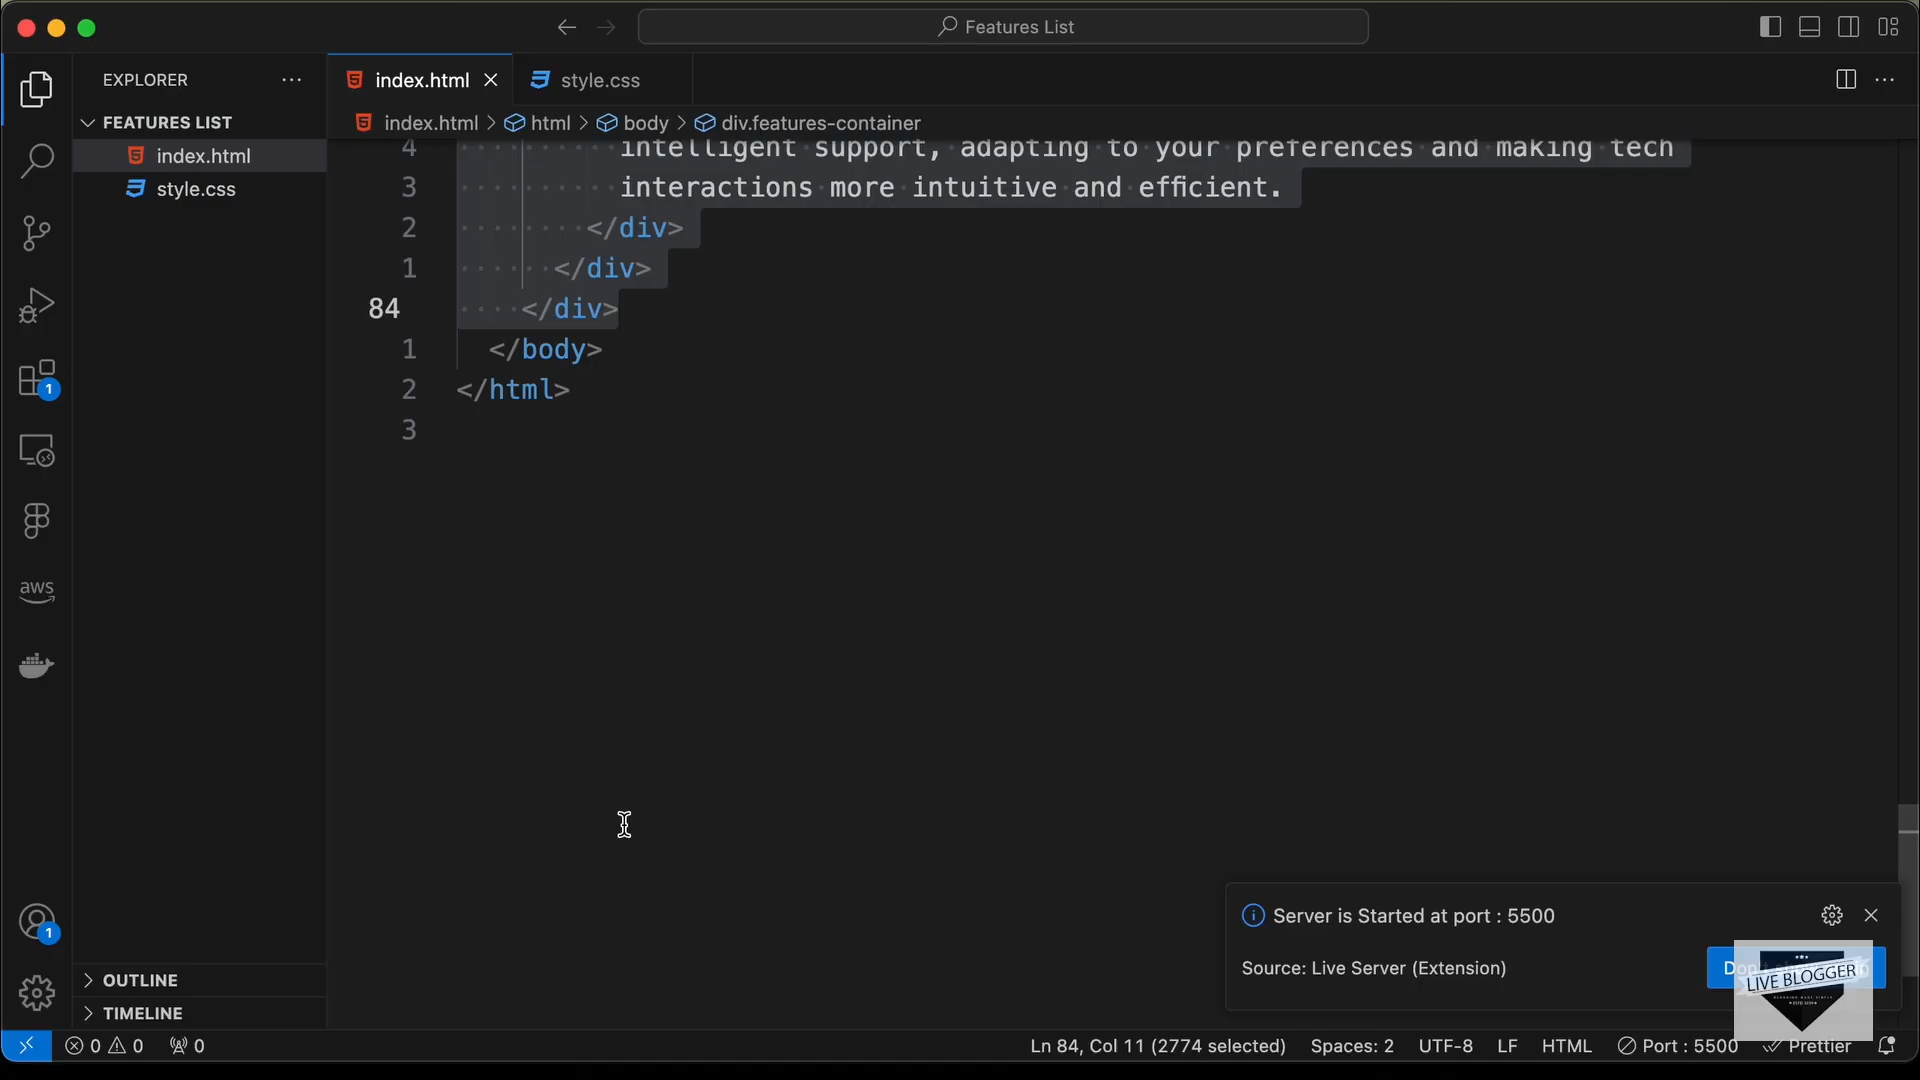 Features List
EXPLORER
FEATURES LIST
index.html
style.css
index.html
style.css
index.html > html > body > div.features-container
4 intelligent support, adapting to your preferences and making tech
3 interactions more intuitive and efficient.
2 </div>
1 </div>
84 </div>
1 </body>
2 </html>
3
1
aws
1
OUTLINE
TIMELINE
Server is Started at port : 5500
Source: Live Server (Extension)
LIVE BLOGGER
0 0 0
Ln 84, Col 11 (2774 selected) Spaces: 2 UTF-8 LF HTML Port : 5500 Prettier